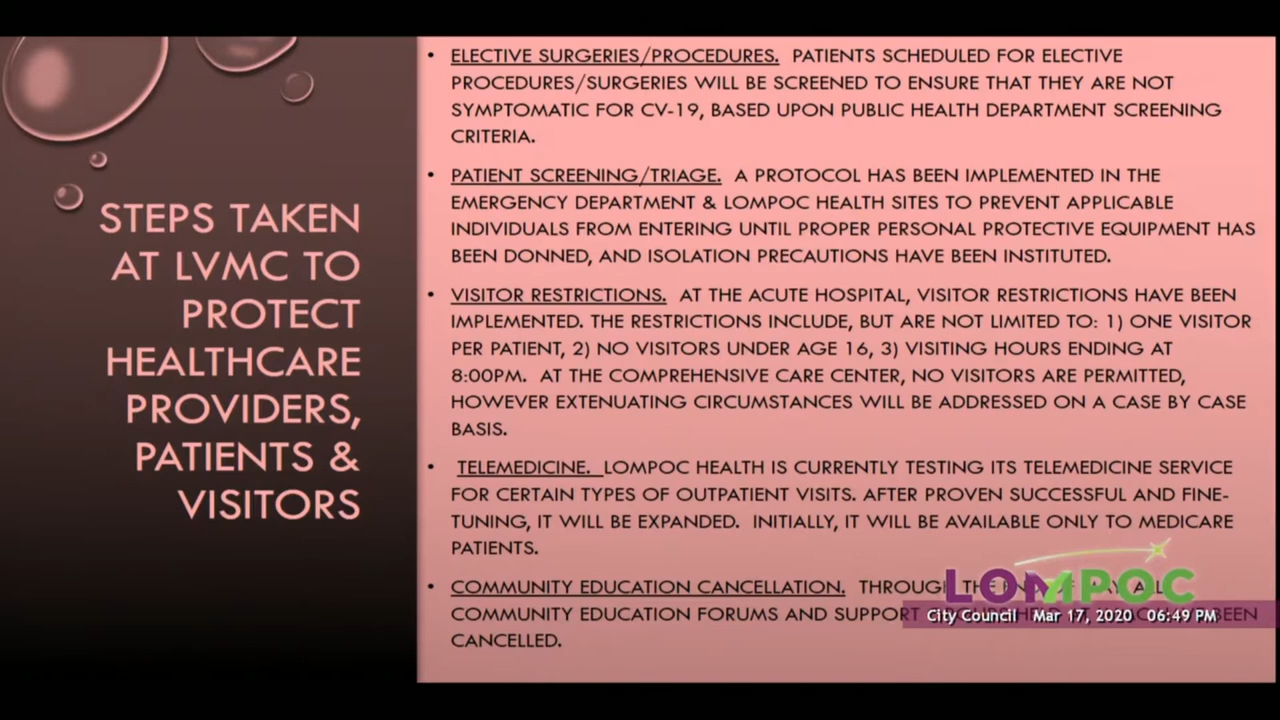 STEPS TAKEN
AT LVMC TO
PROTECT
HEALTHCARE
PROVIDERS,
PATIENTS &
VISITORS
• ELECTIVE SURGERIES/PROCEDURES. PATIENTS SCHEDULED FOR ELECTIVE
PROCEDURES/SURGERIES WILL BE SCREENED TO ENSURE THAT THEY ARE NOT
SYMPTOMATIC FOR CV-19, BASED UPON PUBLIC HEALTH DEPARTMENT SCREENING
CRITERIA.
• PATIENT SCREENING/TRIAGE. A PROTOCOL HAS BEEN IMPLEMENTED IN THE
EMERGENCY DEPARTMENT & LOMPOC HEALTH SITES TO PREVENT APPLICABLE
INDIVIDUALS FROM ENTERING UNTIL PROPER PERSONAL PROTECTIVE EQUIPMENT HAS
BEEN DONNED, AND ISOLATION PRECAUTIONS HAVE BEEN INSTITUTED.
• VISITOR RESTRICTIONS. AT THE ACUTE HOSPITAL, VISITOR RESTRICTIONS HAVE BEEN
IMPLEMENTED. THE RESTRICTIONS INCLUDE, BUT ARE NOT LIMITED TO: 1) ONE VISITOR
PER PATIENT, 2) NO VISITORS UNDER AGE 16, 3) VISITING HOURS ENDING AT
8:00PM. AT THE COMPREHENSIVE CARE CENTER, NO VISITORS ARE PERMITTED,
HOWEVER EXTENUATING CIRCUMSTANCES WILL BE ADDRESSED ON A CASE BY CASE
BASIS.
• TELEMEDICINE. LOMPOC HEALTH IS CURRENTLY TESTING ITS TELEMEDICINE SERVICE
FOR CERTAIN TYPES OF OUTPATIENT VISITS. AFTER PROVEN SUCCESSFUL AND FINE-
TUNING, IT WILL BE EXPANDED. INITIALLY, IT WILL BE AVAILABLE ONLY TO MEDICARE
PATIENTS.
• COMMUNITY EDUCATION CANCELLATION. THROUGH THE
COMMUNITY EDUCATION FORUMS AND SUPPORT BEEN
CANCELLED.
LOMPOC
City Council Mar 17, 2020 06:49 PM